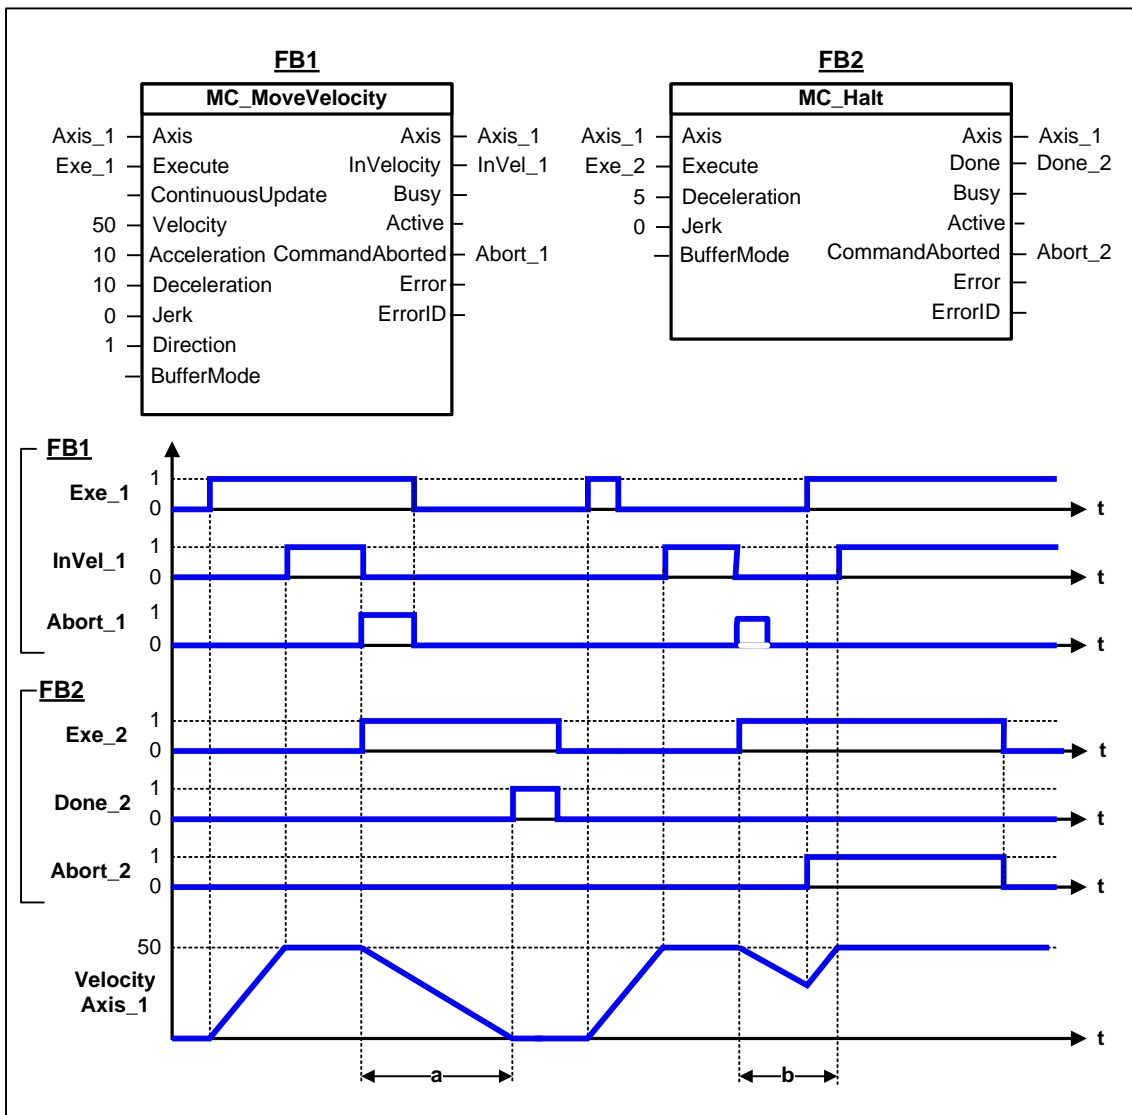 FB1 FB2
MC_MoveVelocity MC_Halt
Axis_1 Axis Axis Axis_1 Axis_1 Axis Axis Axis_1
Exe_1 Execute InVelocity InVel_1 Exe_2 Execute Done Done_2
ContinuousUpdate Busy 5 Deceleration Busy
50 Velocity Active 0 Jerk Active
10 Acceleration CommandAborted Abort_1 BufferMode CommandAborted Abort_2
10 Deceleration Error Error
0 Jerk ErrorID ErrorID
1 Direction
BufferMode
FB1
1
Exe_1
0
t
1
InVel_1
0
t
1
Abort_1
0
t
FB2
1
Exe_2
0
t
1
Done_2
0
t
1
Abort_2
0
t
50
Velocity
Axis_1
t
a b